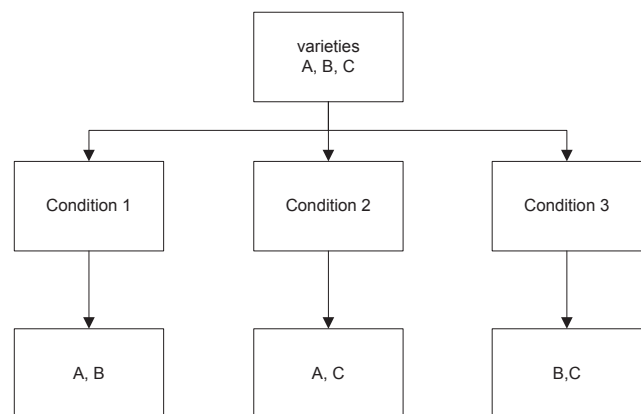 varieties
A, B, C
Condition 1
Condition 2
Condition 3
A, B
A, C
B,C